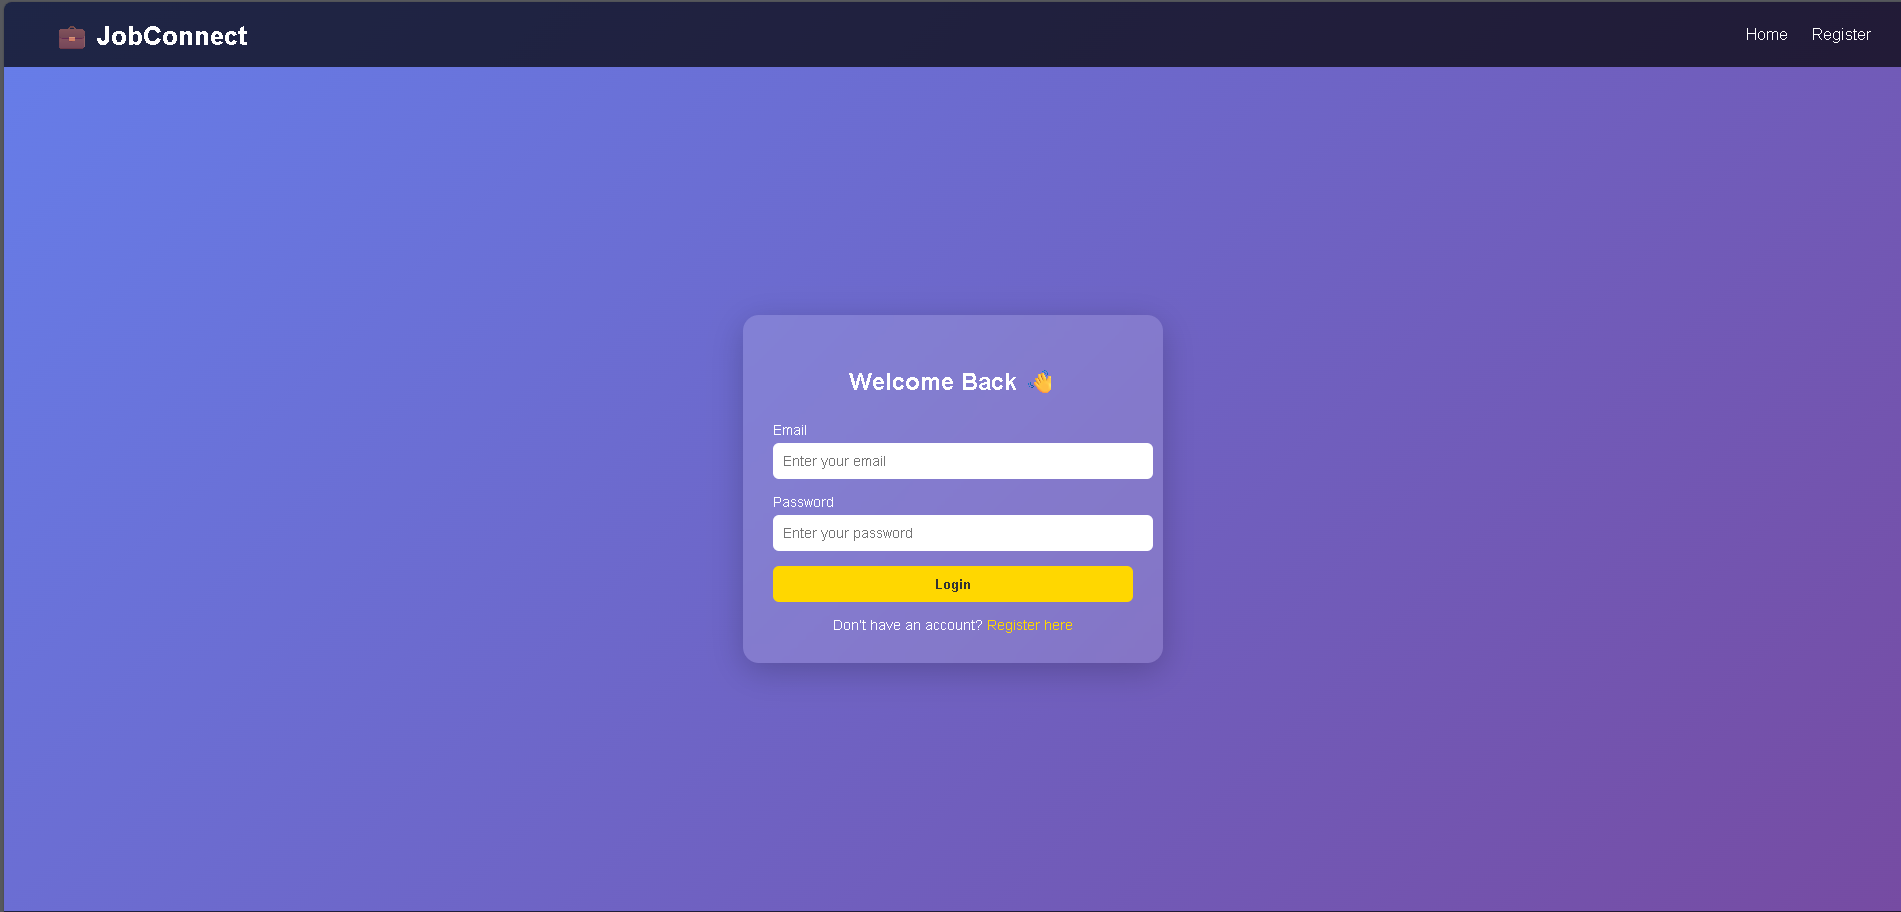 💼 JobConnect
Home
Register
Welcome Back 👋
Email
Enter your email
Password
Enter your password
Login
Don't have an account? Register here